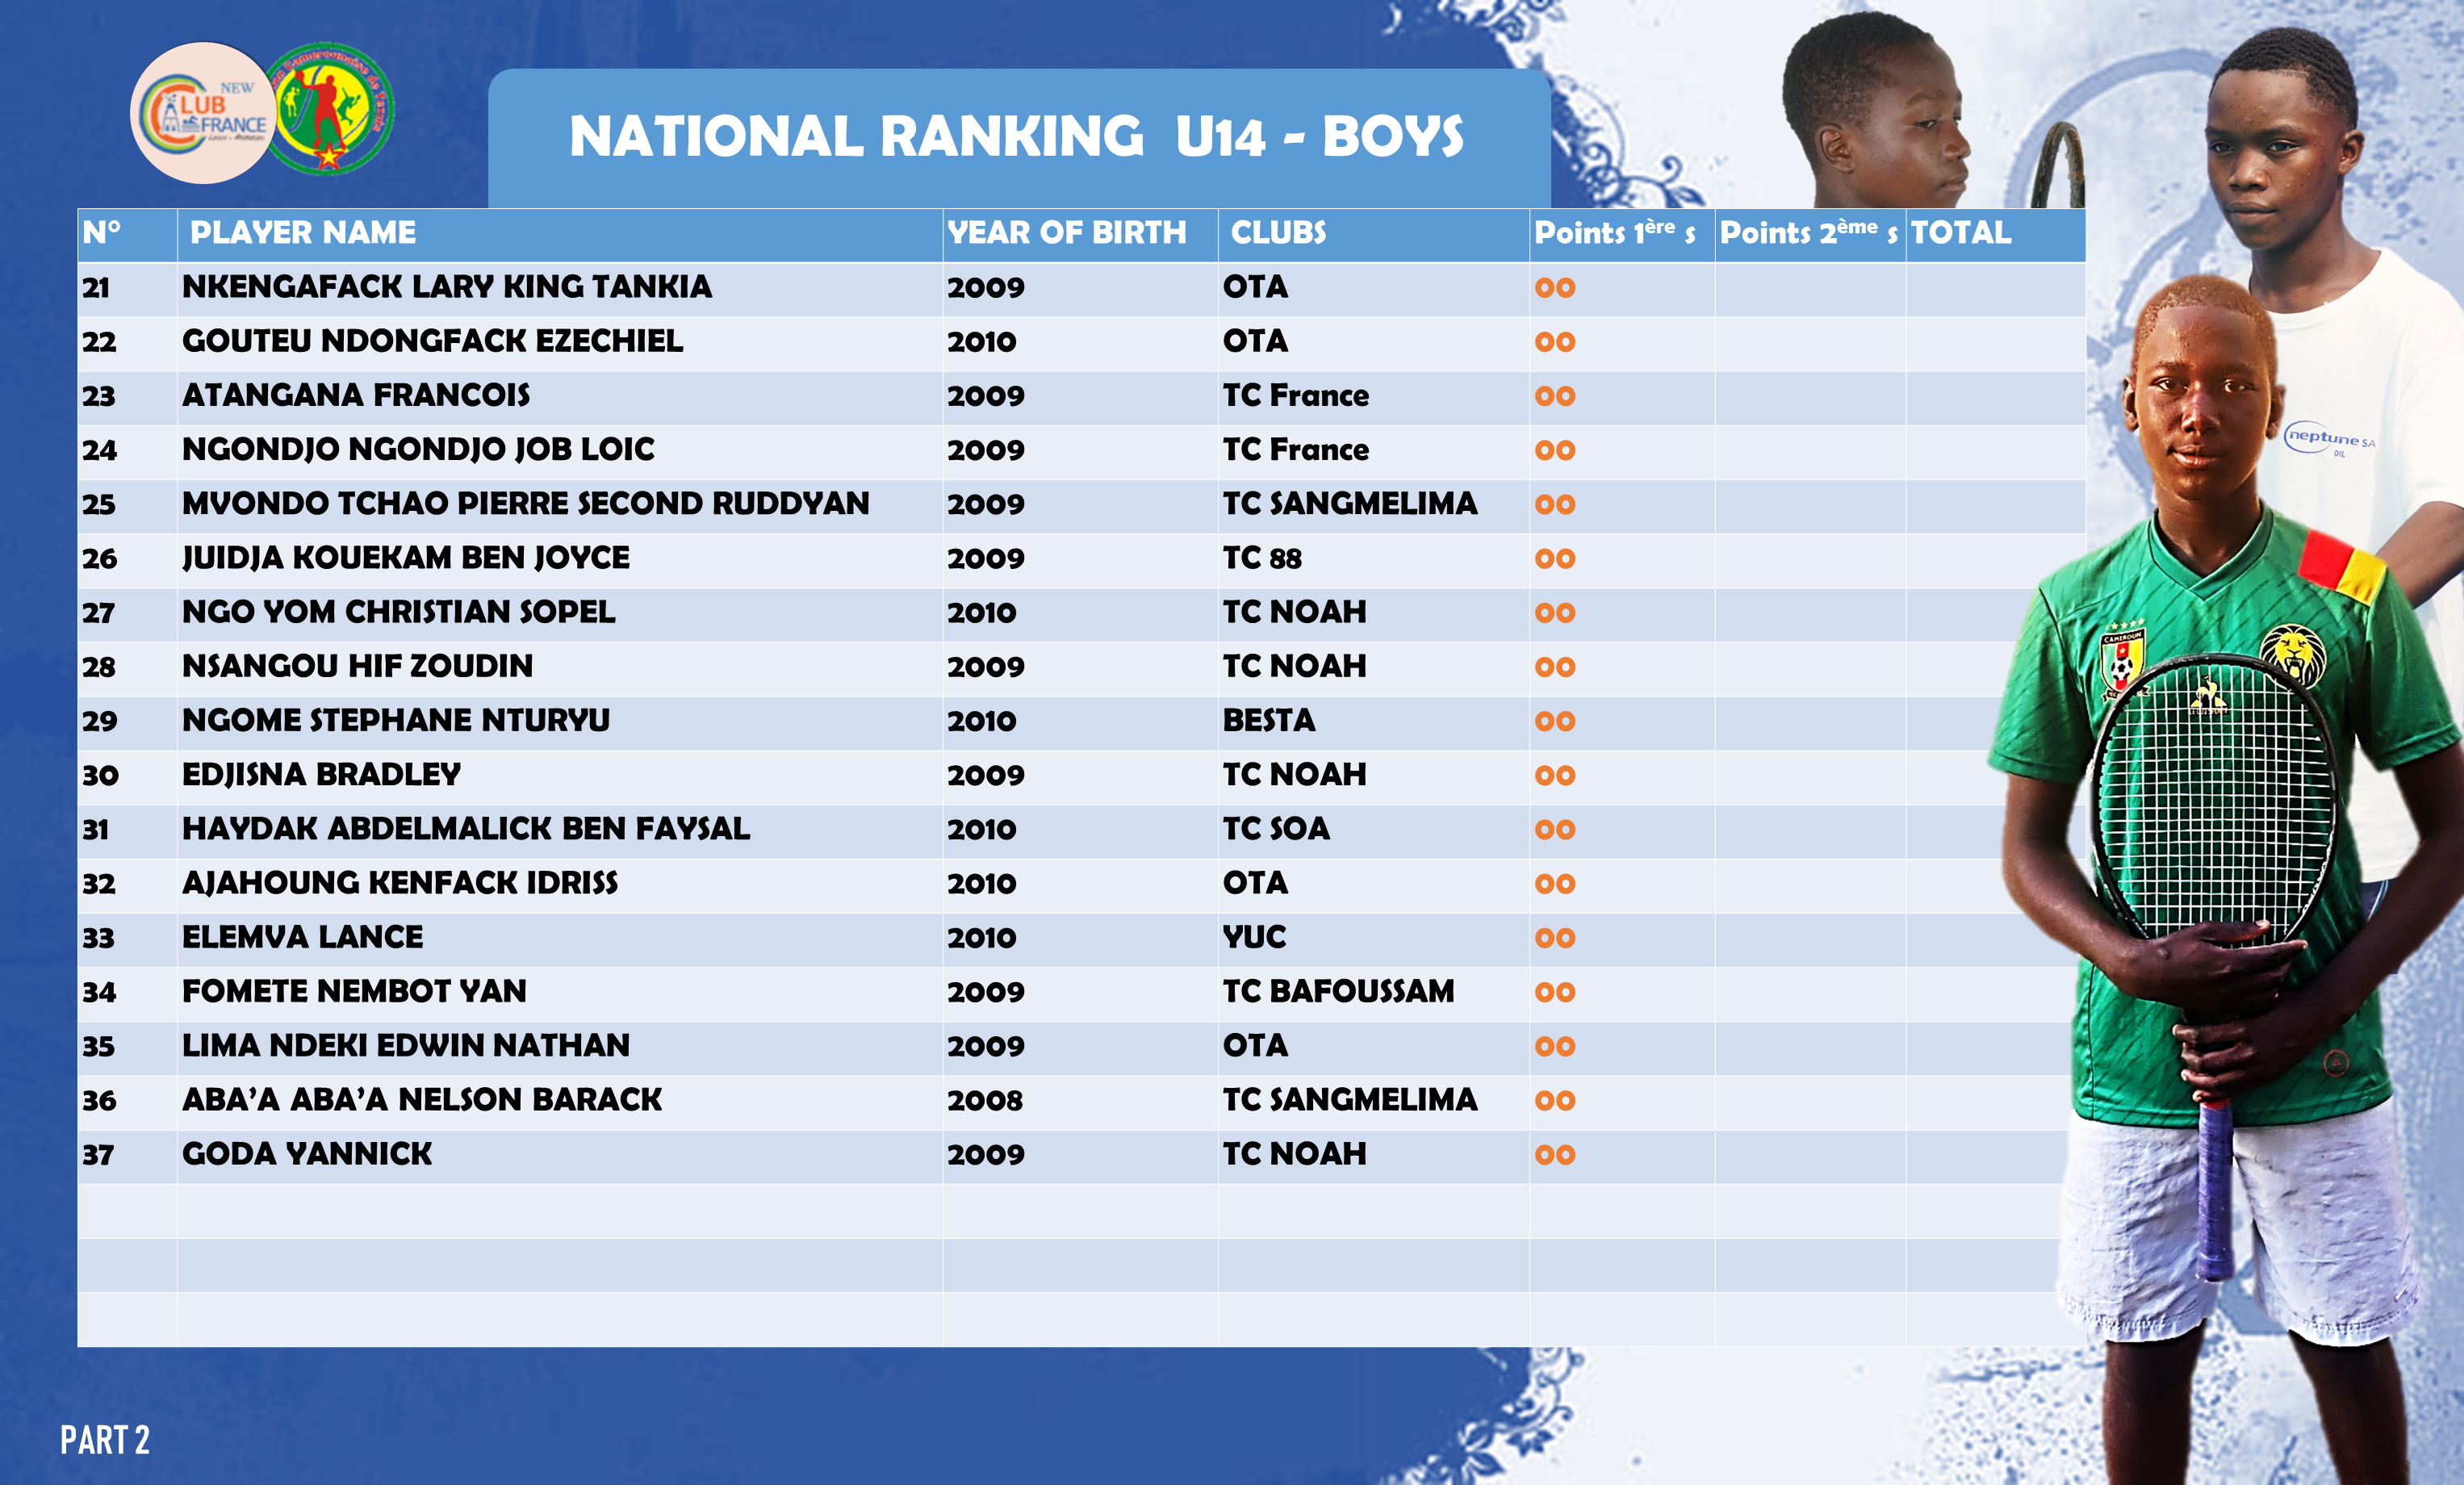 NEW
CLUB
FRANCE
NATIONAL RANKING U14 - BOYS
N° PLAYER NAME YEAR OF BIRTH CLUBS Points 1ère s Points 2ème s TOTAL
21 NKENGAFACK LARY KING TANKIA 2009 OTA 00
22 GOUTEU NDONGFACK EZECHIEL 2010 OTA 00
23 ATANGANA FRANCOIS 2009 TC France 00
24 NGONDJO NGONDJO JOB LOIC 2009 TC France 00
25 MVONDO TCHAO PIERRE SECOND RUDDYAN 2009 TC SANGMELIMA 00
26 JUIDJA KOUEKAM BEN JOYCE 2009 TC 88 00
27 NGO YOM CHRISTIAN SOPEL 2010 TC NOAH 00
28 NSANGOU HIF ZOUDIN 2009 TC NOAH 00
29 NGOME STEPHANE NTURYU 2010 BESTA 00
30 EDJISNA BRADLEY 2009 TC NOAH 00
31 HAYDAK ABDELMALICK BEN FAYSAL 2010 TC SOA 00
32 AJAHOUNG KENFACK IDRISS 2010 OTA 00
33 ELEMVA LANCE 2010 YUC 00
34 FOMETE NEMBOT YAN 2009 TC BAFOUSSAM 00
35 LIMA NDEKI EDWIN NATHAN 2009 OTA 00
36 ABA’A ABA’A NELSON BARACK 2008 TC SANGMELIMA 00
37 GODA YANNICK 2009 TC NOAH 00
neptune SA
OIL
CAMEROUN
PART 2